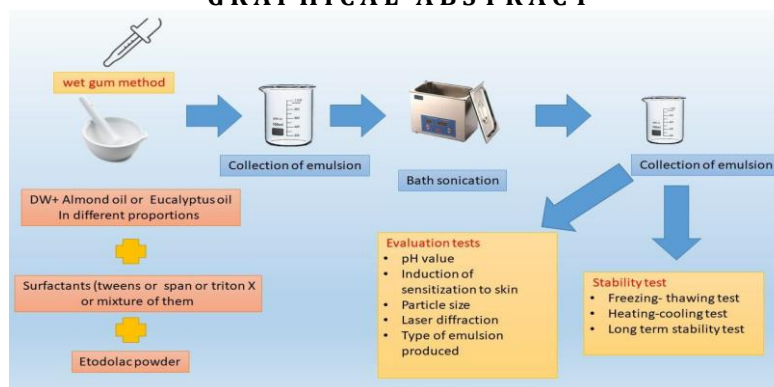 GRAPHICAL ABSTRACT
wet gum method
Collection of emulsion
Bath sonication
Collection of emulsion
DW+ Almond oil or Eucalyptus oil
In different proportions
Surfactants (tweens or span or triton X
or mixture of them
Etodolac powder
Evaluation tests
• pH value
• Induction of
sensitization to skin
• Particle size
• Laser diffraction
• Type of emulsion
produced
Stability test
• Freezing- thawing test
• Heating-cooling test
• Long term stability test